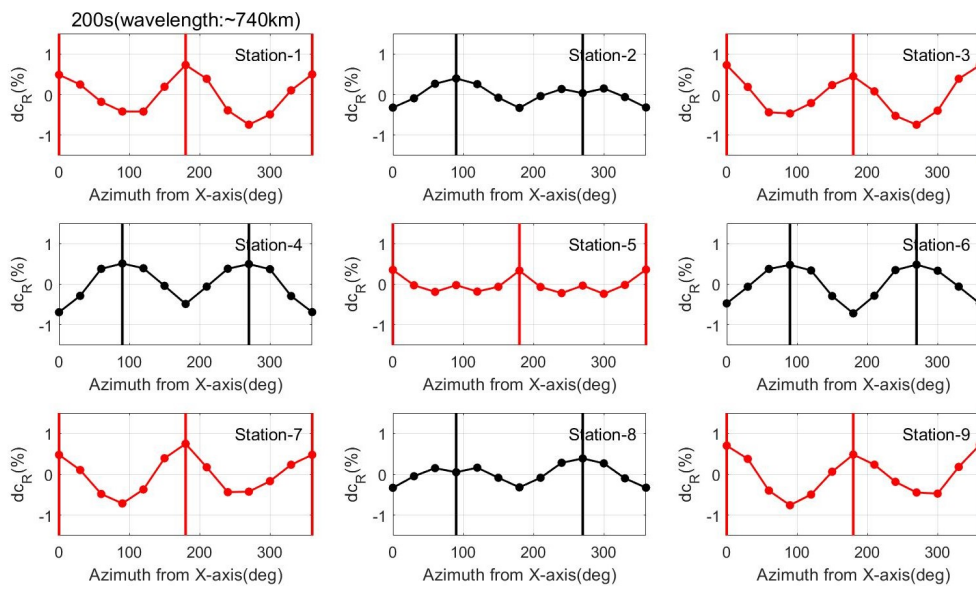 200s(wavelength:~740km)
Station-1
Station-2
Station-3
dc_R(%)
1
0
-1
0
100
200
300
Azimuth from X-axis(deg)
dc_R(%)
1
0
-1
0
100
200
300
Azimuth from X-axis(deg)
dc_R(%)
1
0
-1
0
100
200
300
Azimuth from X-axis(deg)
Station-4
Station-5
Station-6
dc_R(%)
1
0
-1
0
100
200
300
Azimuth from X-axis(deg)
dc_R(%)
1
0
-1
0
100
200
300
Azimuth from X-axis(deg)
dc_R(%)
1
0
-1
0
100
200
300
Azimuth from X-axis(deg)
Station-7
Station-8
Station-9
dc_R(%)
1
0
-1
0
100
200
300
Azimuth from X-axis(deg)
dc_R(%)
1
0
-1
0
100
200
300
Azimuth from X-axis(deg)
dc_R(%)
1
0
-1
0
100
200
300
Azimuth from X-axis(deg)